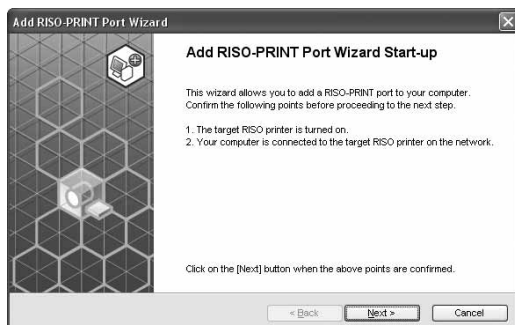 Add RISO-PRINT Port Wizard
Add RISO-PRINT Port Wizard Start-up
This wizard allows you to add a RISO-PRINT port to your computer.
Confirm the following points before proceeding to the next step.
1. The target RISO printer is turned on.
2. Your computer is connected to the target RISO printer on the network.
Click on the [Next] button when the above points are confirmed.
< Back
Next >
Cancel